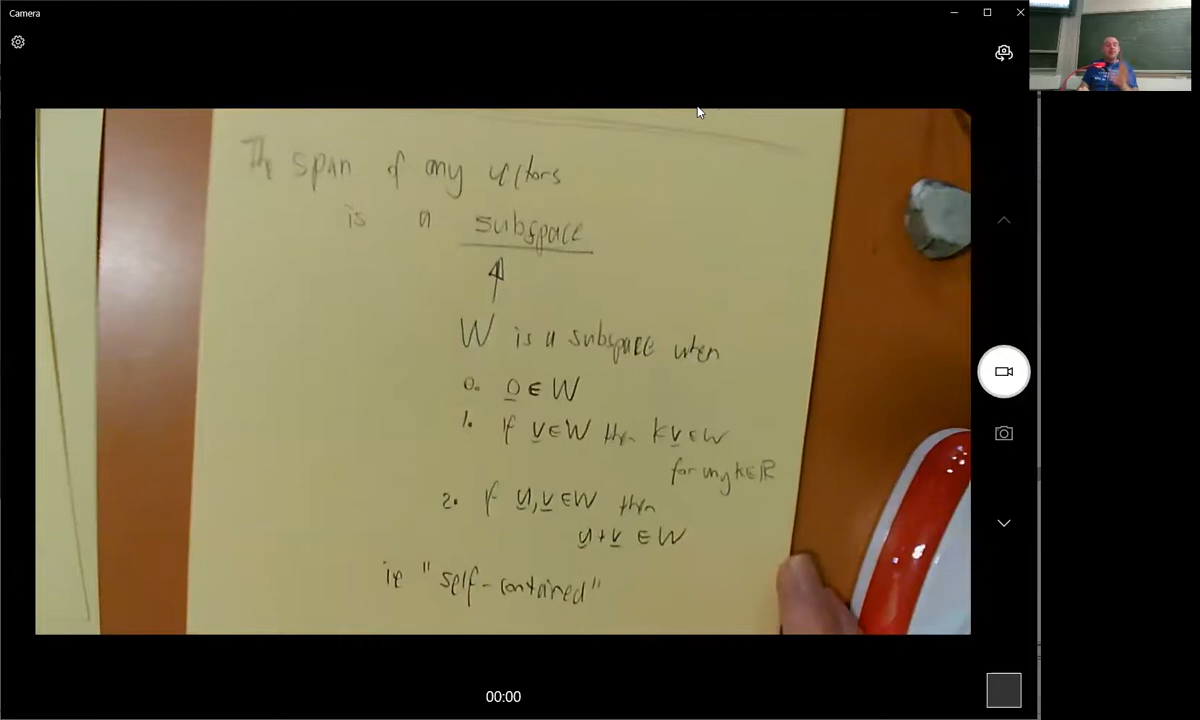 Camera
The span of any vectors
is a subspace
W is a subspace when
0. 0 ∈ W
1. if v ∈ W then kv ∈ W
for any k ∈ ℝ
2. if u, v ∈ W then
u + v ∈ W
ie "self-contained"
00:00